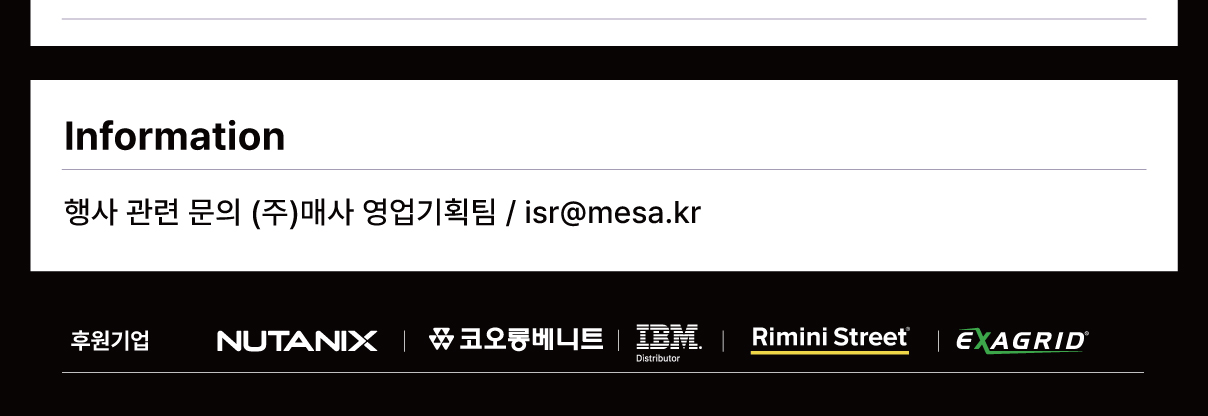 Information
행사 관련 문의 (주)매사 영업기획팀 / isr@mesa.kr
후원기업 NUTANIX 코오롱베니트 IBM. Rimini Street® EXAGRID®
Distributor